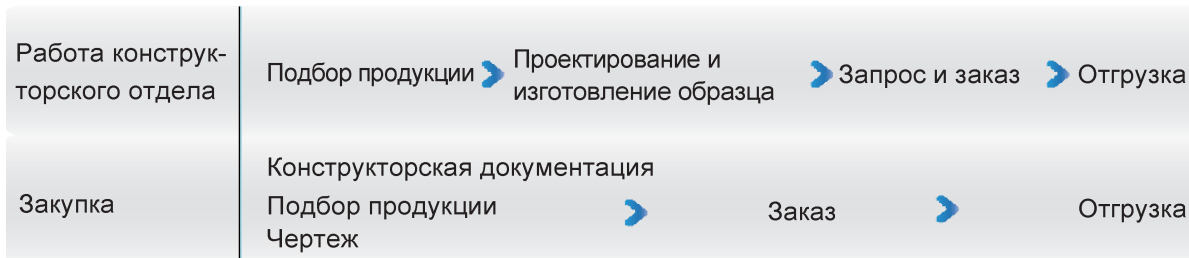 Работа конструк-
торского отдела
Подбор продукции
Проектирование и
изготовление образца
Запрос и заказ
Отгрузка
Закупка
Конструкторская документация
Подбор продукции
Чертеж
Заказ
Отгрузка